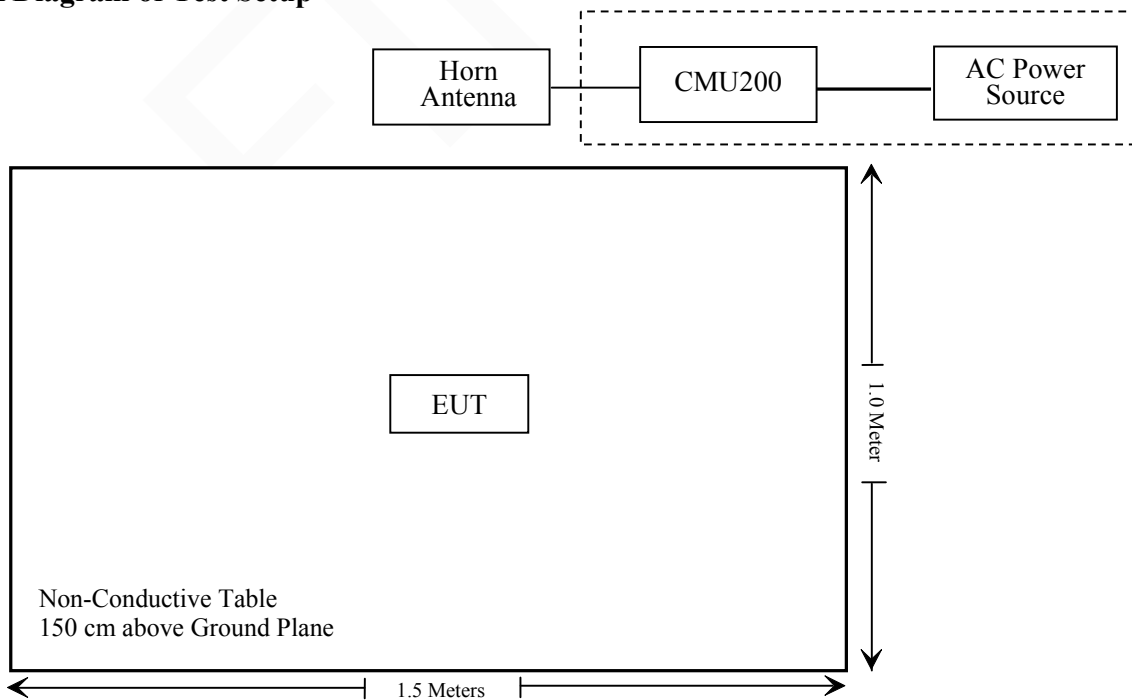 Diagram of Test Setup
Horn
Antenna
CMU200
AC Power
Source
EUT
1.0 Meter
Non-Conductive Table
150 cm above Ground Plane
1.5 Meters